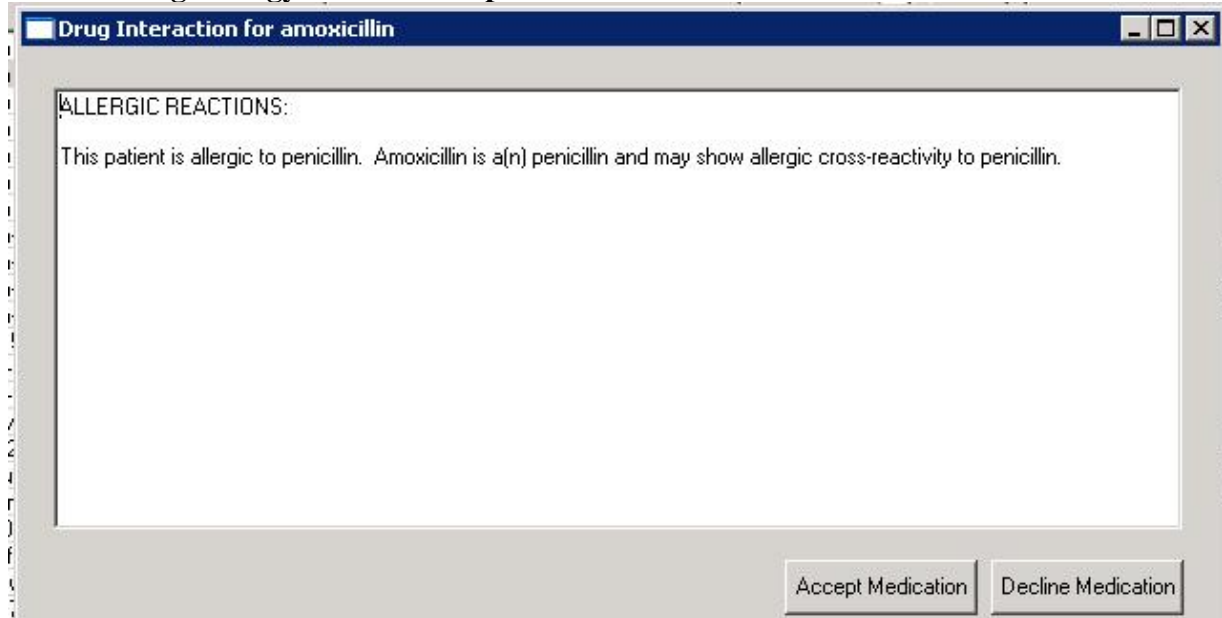 Drug Interaction for amoxicillin
ALLERGIC REACTIONS:
This patient is allergic to penicillin.  Amoxicillin is a(n) penicillin and may show allergic cross-reactivity to penicillin.
Accept Medication Decline Medication